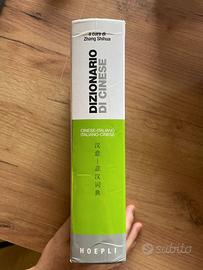 a cura di
Zhang Shihua
DIZIONARIO
DI CINESE
CINESE-ITALIANO
ITALIANO-CINESE
汉意—意汉词典
HOEPLI
subito